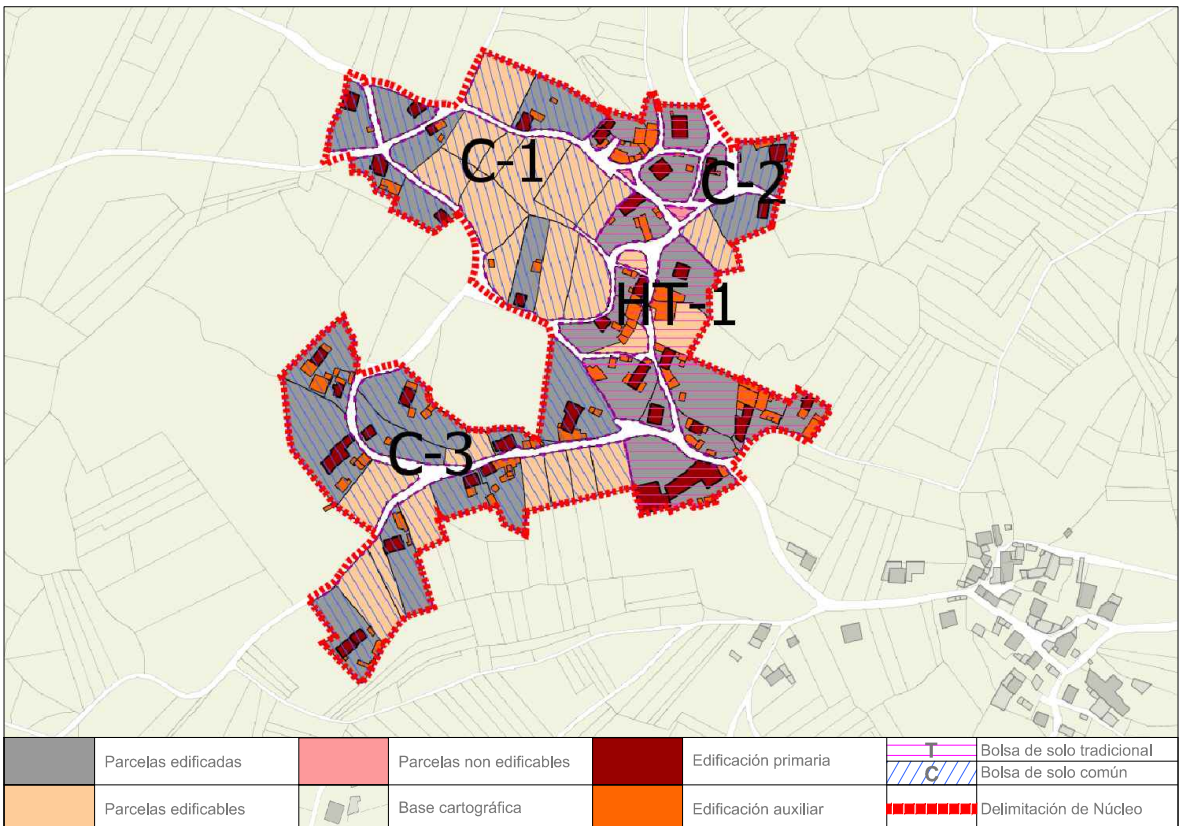 C-1
C-2
HT-1
C-3
Parcelas edificadas
Parcelas non edificables
Edificación primaria
T
Bolsa de solo tradicional
C
Bolsa de solo común
Parcelas edificables
Base cartográfica
Edificación auxiliar
Delimitación de Núcleo